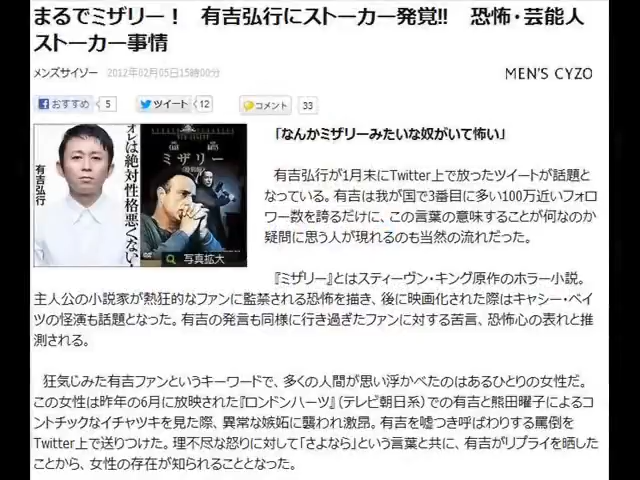 まるでミザリー！　有吉弘行にストーカー発覚!!　恐怖・芸能人
ストーカー事情
メンズサイゾー　2012年02月05日15時00分
MEN'S CYZO
おすすめ 5 ツイート 12 コメント 33
オレは絶対性格悪くない！
有吉弘行
ミザリー
写真拡大
「なんかミザリーみたいな奴がいて怖い」
有吉弘行が1月末にTwitter上で放ったツイートが話題と
なっている。有吉は我が国で3番目に多い100万近いフォロ
ワー数を誇るだけに、この言葉の意味することが何なのか
疑問に思う人が現れるのも当然の流れだった。
『ミザリー』とはスティーヴン・キング原作のホラー小説。
主人公の小説家が熱狂的なファンに監禁される恐怖を描き、後に映画化された際はキャシー・ベイ
ツの怪演も話題となった。有吉の発言も同様に行き過ぎたファンに対する苦言、恐怖心の表れと推
測される。
狂気じみた有吉ファンというキーワードで、多くの人間が思い浮かべたのはあるひとりの女性だ。
この女性は昨年の6月に放映された『ロンドンハーツ』（テレビ朝日系）での有吉と熊田曜子によるコ
ントチックなイチャツキを見た際、異常な嫉妬に襲われ激昂。有吉を嘘つき呼ばわりする罵倒を
Twitter上で送りつけた。理不尽な怒りに対して「さよなら」という言葉と共に、有吉がリプライを晒した
ことから、女性の存在が知られることとなった。